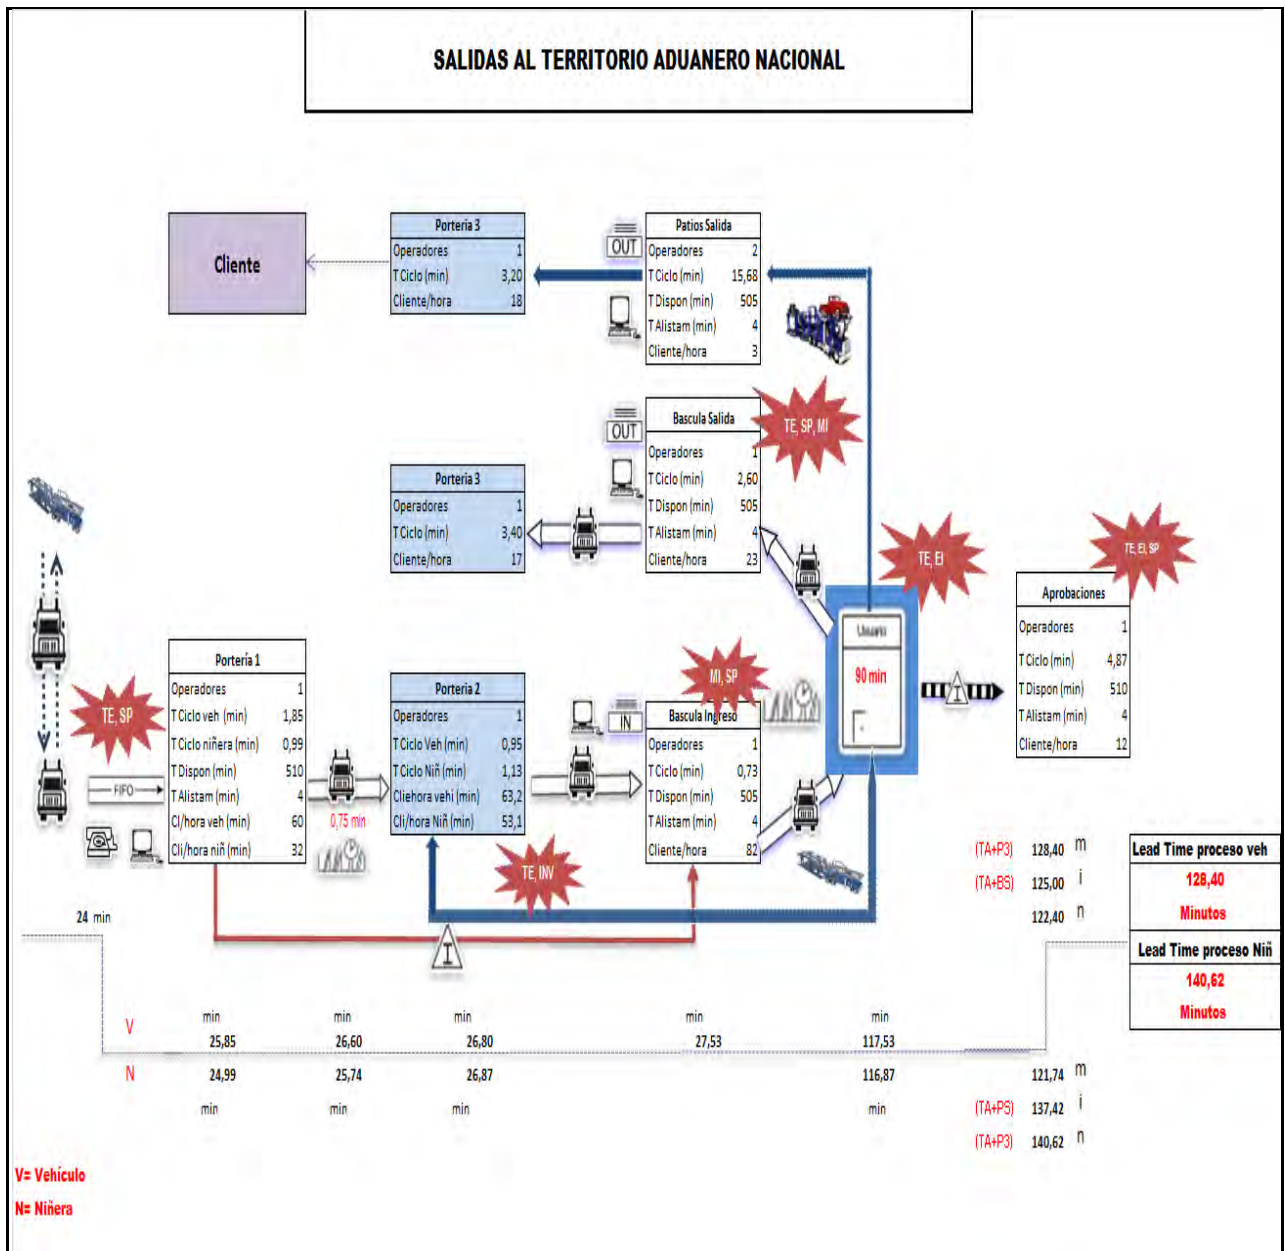 SALIDAS AL TERRITORIO ADUANERO NACIONAL
Cliente
Porteria 3
Operadores 1
T Ciclo (min) 3,20
Cliente/hora 18
OUT
Patios Salida
Operadores 2
T Ciclo (min) 15,68
T Dispon (min) 505
T Alistam (min) 4
Cliente/hora 3
Porteria 3
Operadores 1
T Ciclo (min) 3,40
Cliente/hora 17
OUT
Bascula Salida
Operadores 1
T Ciclo (min) 2,60
T Dispon (min) 505
T Alistam (min) 4
Cliente/hora 23
TE, SP, MI
TE, EI
TE, EI, SP
Aprobaciones
Operadores 1
T Ciclo (min) 4,87
T Dispon (min) 510
T Alistam (min) 4
Cliente/hora 12
TE, SP
FIFO
Portería 1
Operadores 1
T Ciclo veh (min) 1,85
T Ciclo niñera (min) 0,99
T Dispon (min) 510
T Alistam (min) 4
Cl/hora veh (min) 60
Cli/hora niñ (min) 32
0,75 min
Porteria 2
Operadores 1
T Ciclo Veh (min) 0,95
T Ciclo Niñ (min) 1,13
Cliehora vehi (min) 63,2
Cli/hora Niñ (min) 53,1
TE, INV
IN
MI, SP
Bascula Ingreso
Operadores 1
T Ciclo (min) 0,73
T Dispon (min) 505
T Alistam (min) 4
Cliente/hora 82
Usuario
90 min
I
I
(TA+P3) 128,40 m
(TA+BS) 125,00 i
122,40 n
Lead Time proceso veh
128,40
Minutos
Lead Time proceso Niñ
140,62
Minutos
24 min
min min min min min
V 25,85 26,60 26,80 27,53 117,53
N 24,99 25,74 26,87 116,87 121,74 m
min min min min (TA+PS) 137,42 i
(TA+P3) 140,62 n
V= Vehículo
N= Niñera